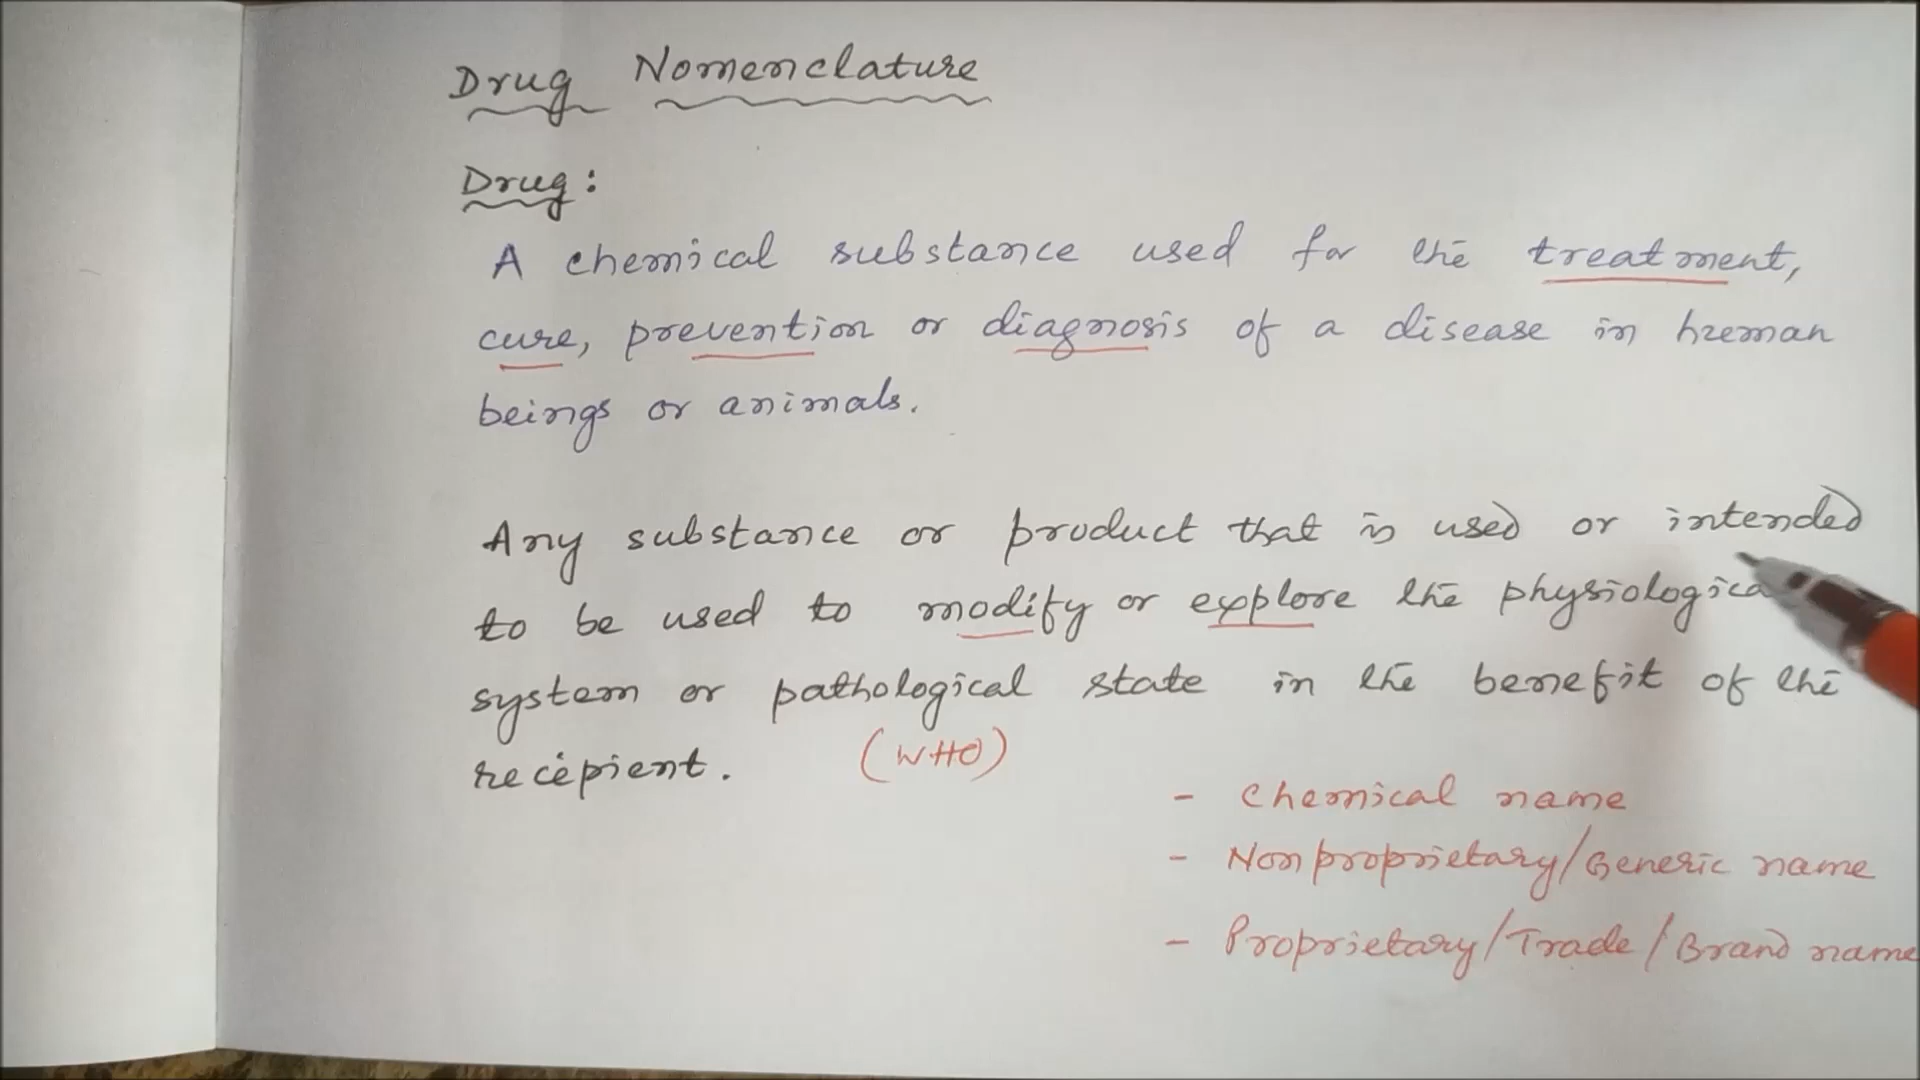 Drug Nomenclature
Drug:
A chemical substance used for the treatment,
cure, prevention or diagnosis of a disease in human
beings or animals.
Any substance or product that is used or intended
to be used to modify or explore the physiologica
system or pathological state in the benefit of the
recipient. (WHO)
- Chemical name
- Nonproprietary/Generic name
- Proprietary/Trade/Brand name